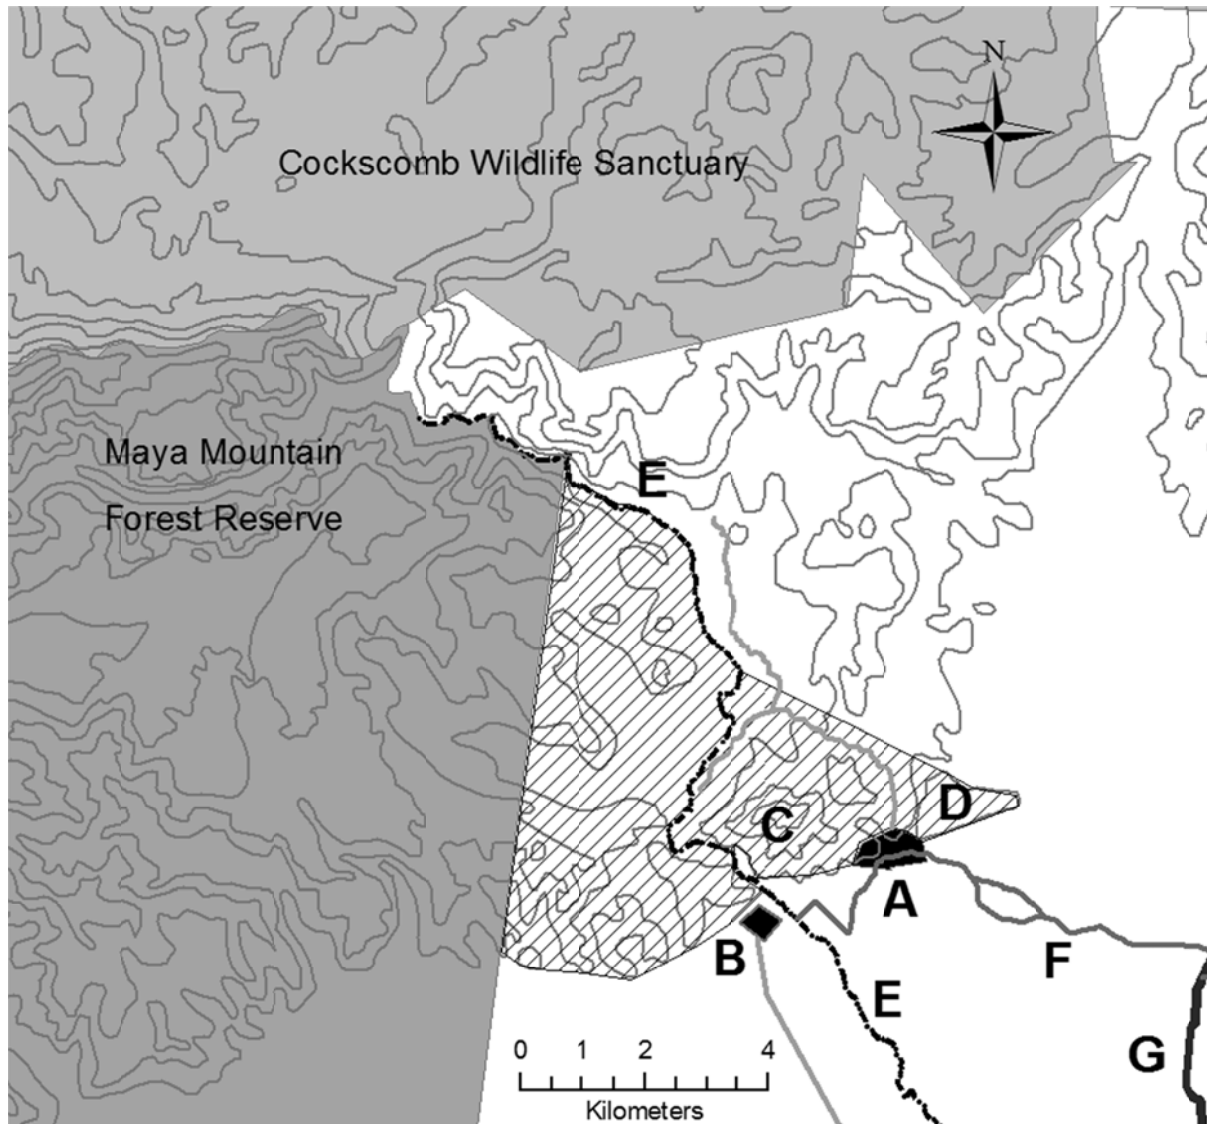 N
Cockscomb Wildlife Sanctuary
Maya Mountain
Forest Reserve
E
D
C
A
B
F
E
G
0 1 2 4
Kilometers